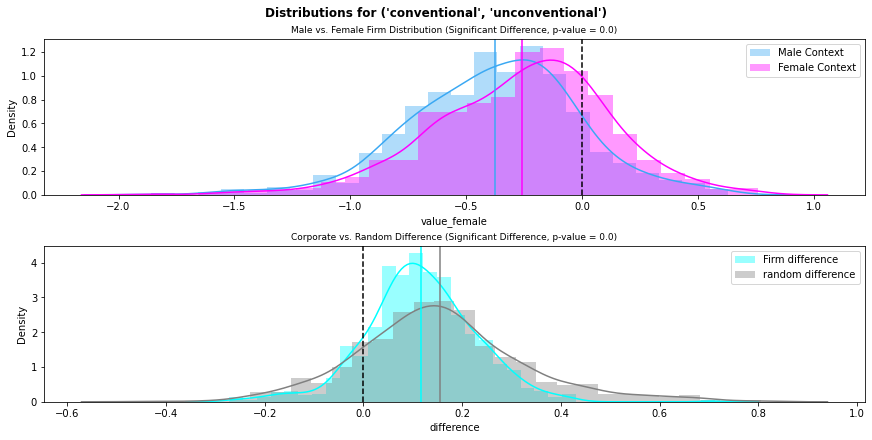 Distributions for ('conventional', 'unconventional')
Male vs. Female Firm Distribution (Significant Difference, p-value = 0.0)
Density
1.2
1.0
0.8
0.6
0.4
0.2
0.0
Male Context
Female Context
−2.0 −1.5 −1.0 −0.5 0.0 0.5 1.0
value_female
Corporate vs. Random Difference (Significant Difference, p-value = 0.0)
Density
4
3
2
1
0
Firm difference
random difference
−0.6 −0.4 −0.2 0.0 0.2 0.4 0.6 0.8 1.0
difference